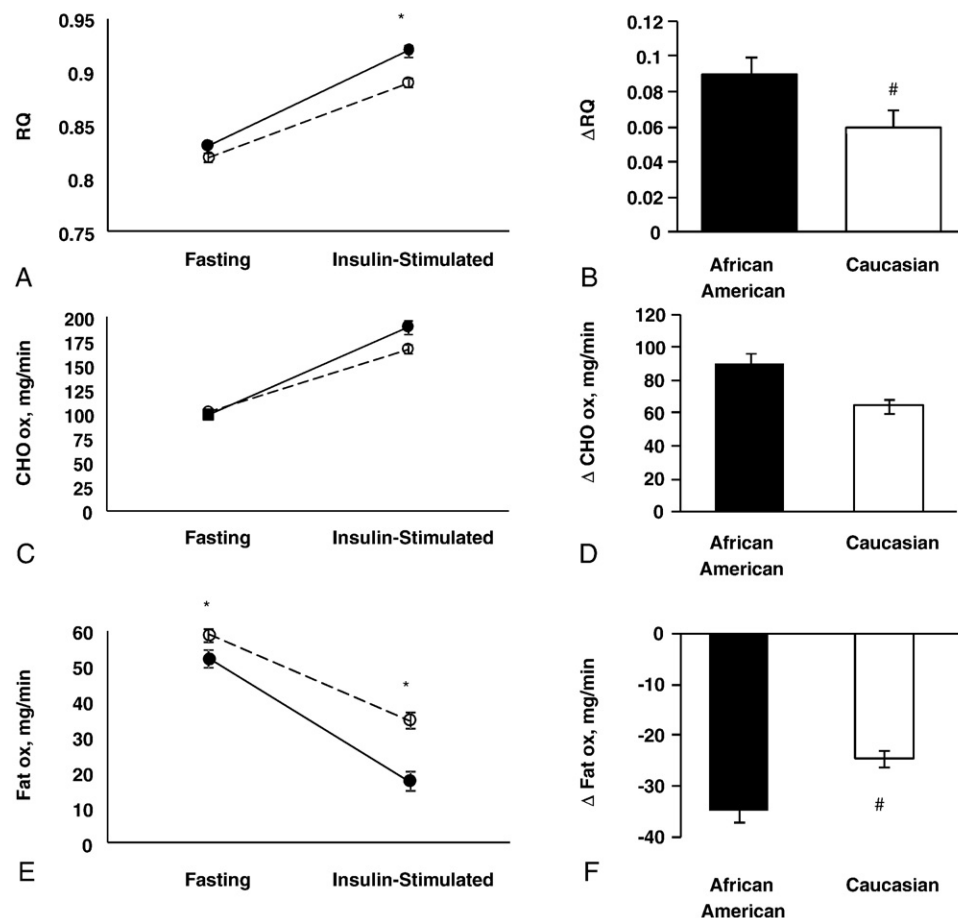 *
0.95
0.9
0.85
0.8
0.75
RQ
Fasting Insulin-Stimulated
A
0.12
0.1
0.08
0.06
0.04
0.02
0
ΔRQ
#
African
American
Caucasian
B
200
175
150
125
100
75
50
25
0
CHO ox, mg/min
Fasting Insulin-Stimulated
C
120
100
80
60
40
20
0
Δ CHO ox, mg/min
African
American
Caucasian
D
*
*
60
50
40
30
20
10
0
Fat ox, mg/min
Fasting Insulin-Stimulated
E
0
-10
-20
-30
-40
Δ Fat ox, mg/min
#
African
American
Caucasian
F